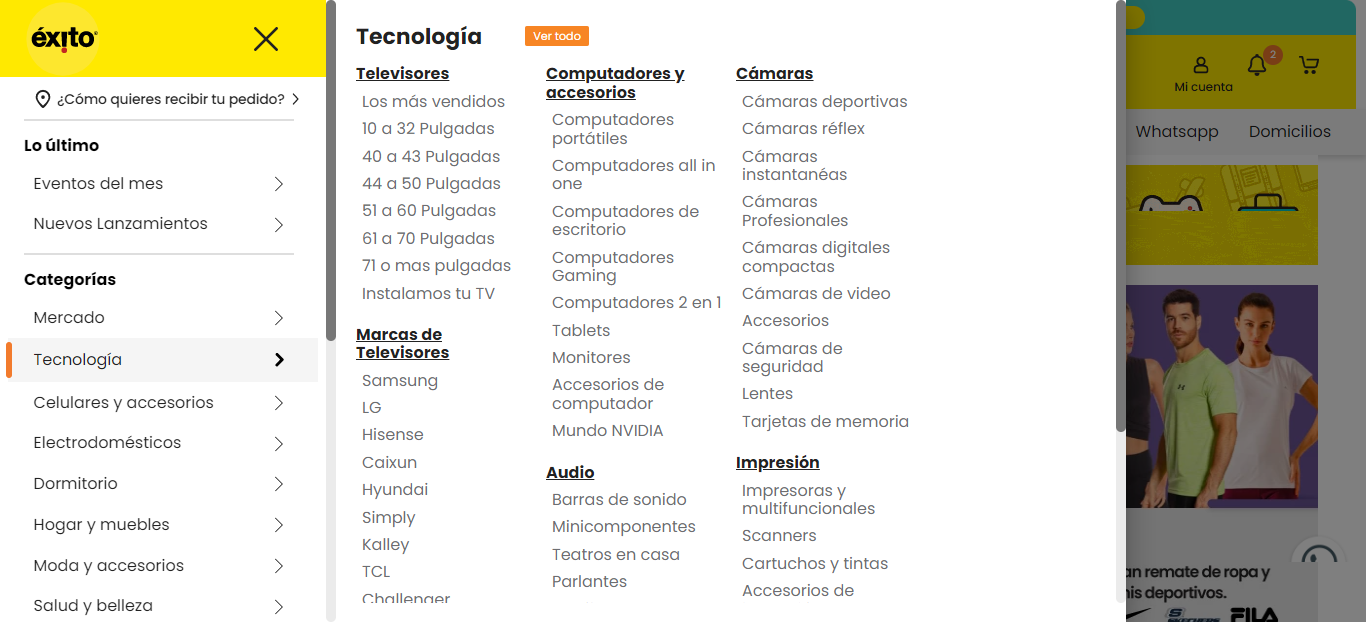 éxito
¿Cómo quieres recibir tu pedido?
Lo último
Eventos del mes
Nuevos Lanzamientos
Categorías
Mercado
Tecnología
Celulares y accesorios
Electrodomésticos
Dormitorio
Hogar y muebles
Moda y accesorios
Salud y belleza
Tecnología
Ver todo
Televisores
Los más vendidos
10 a 32 Pulgadas
40 a 43 Pulgadas
44 a 50 Pulgadas
51 a 60 Pulgadas
61 a 70 Pulgadas
71 o mas pulgadas
Instalamos tu TV
Marcas de
Televisores
Samsung
LG
Hisense
Caixun
Hyundai
Simply
Kalley
TCL
Challenger
Computadores y
accesorios
Computadores
portátiles
Computadores all in
one
Computadores de
escritorio
Computadores
Gaming
Computadores 2 en 1
Tablets
Monitores
Accesorios de
computador
Mundo NVIDIA
Audio
Barras de sonido
Minicomponentes
Teatros en casa
Parlantes
Cámaras
Cámaras deportivas
Cámaras réflex
Cámaras
instantanéas
Cámaras
Profesionales
Cámaras digitales
compactas
Cámaras de video
Accesorios
Cámaras de
seguridad
Lentes
Tarjetas de memoria
Impresión
Impresoras y
multifuncionales
Scanners
Cartuchos y tintas
Accesorios de
2
Mi cuenta
Whatsapp
Domicilios
an remate de ropa y
nis deportivos.
SKECHERS
FILA